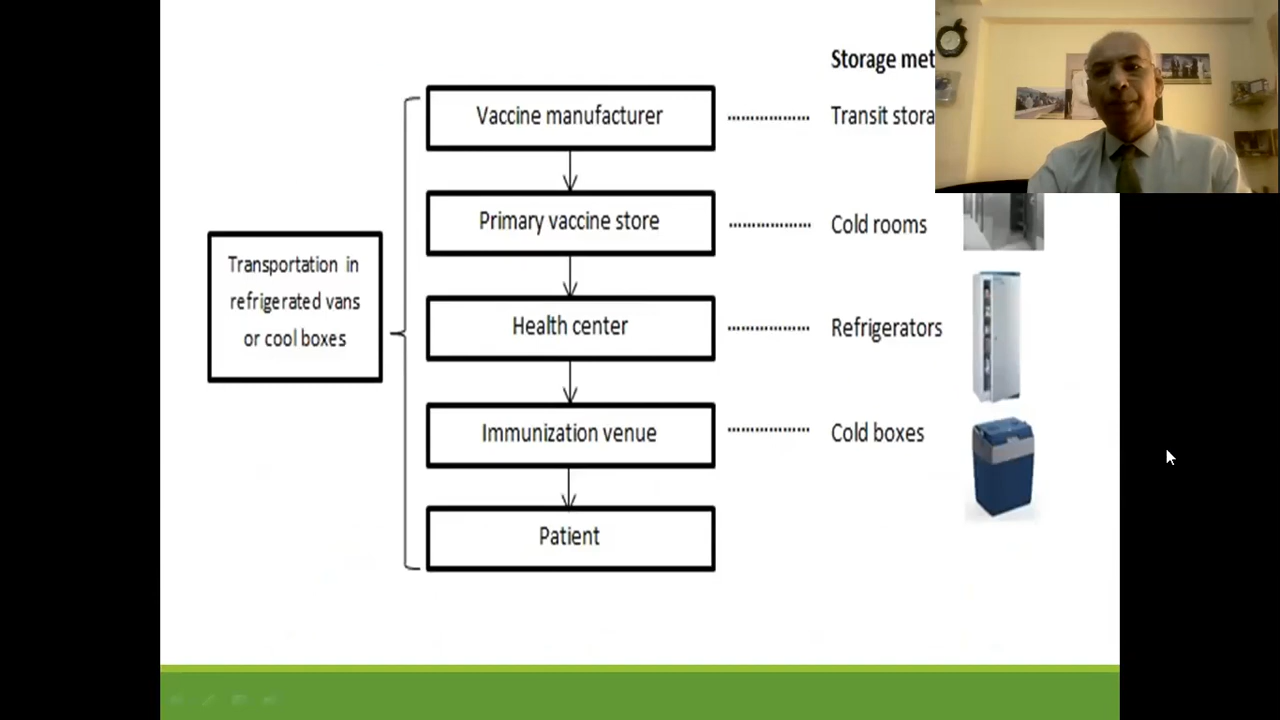 Storage met
Vaccine manufacturer
Transit stora
Primary vaccine store
Cold rooms
Transportation in
refrigerated vans
or cool boxes
Health center
Refrigerators
Immunization venue
Cold boxes
Patient